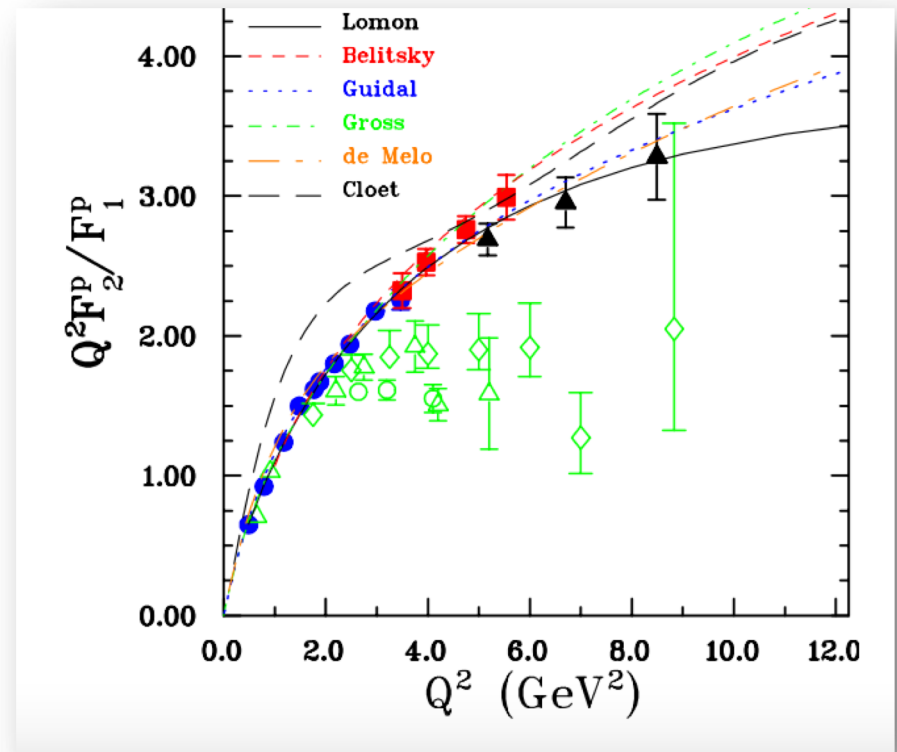 Lomon
Belitsky
Guidal
Gross
de Melo
Cloet
4.00
3.00
2.00
1.00
0.00
Q²F₂ᵖ/F₁ᵖ
0.0 2.0 4.0 6.0 8.0 10.0 12.0
Q² (GeV²)